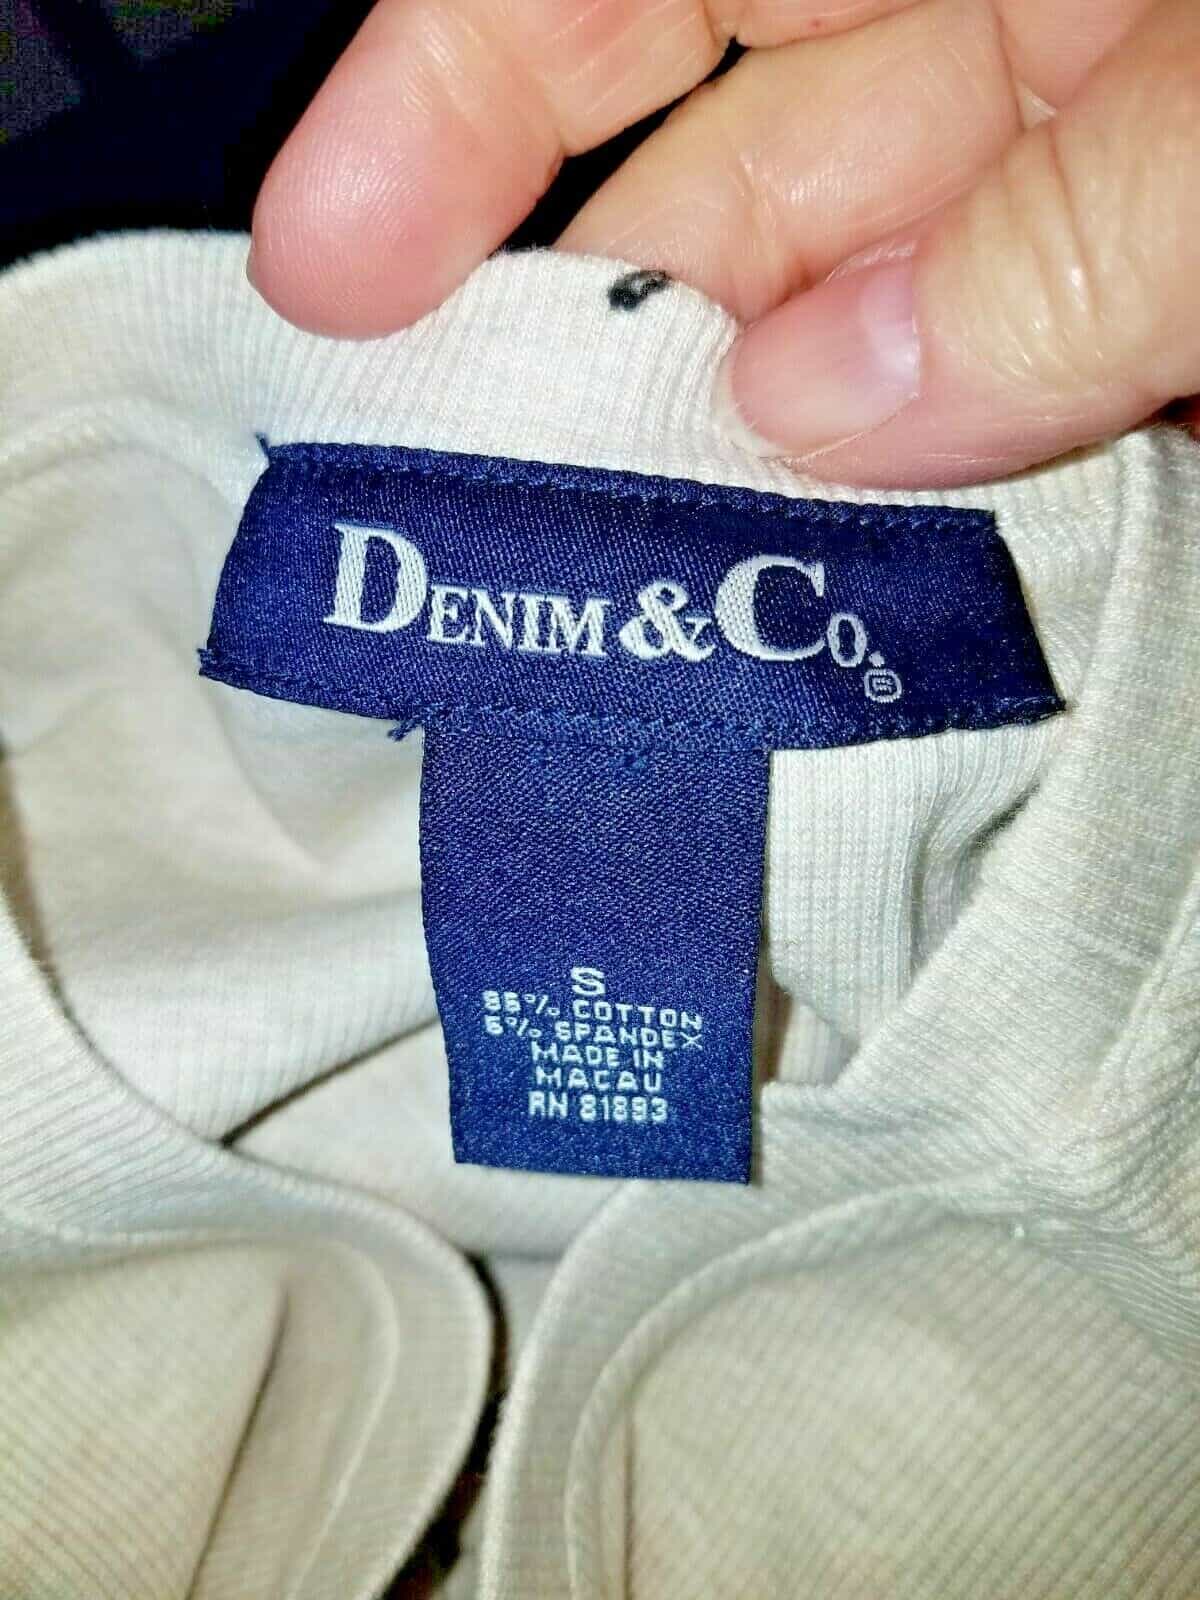 DENIM & CO.®
S
95% COTTON
5% SPANDEX
MADE IN
MACAU
RN 81893